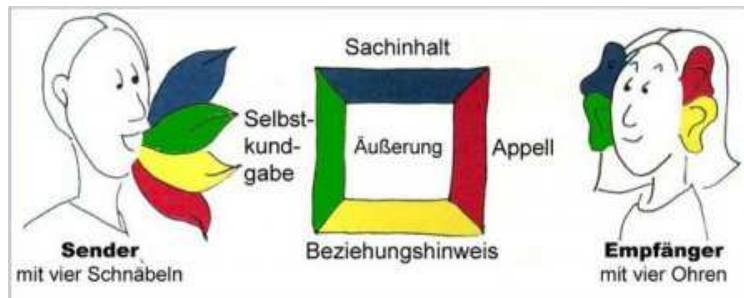 Sachinhalt
Selbst-
kund-
gabe
Äußerung
Appell
Beziehungshinweis
Sender
mit vier Schnäbeln
Empfänger
mit vier Ohren